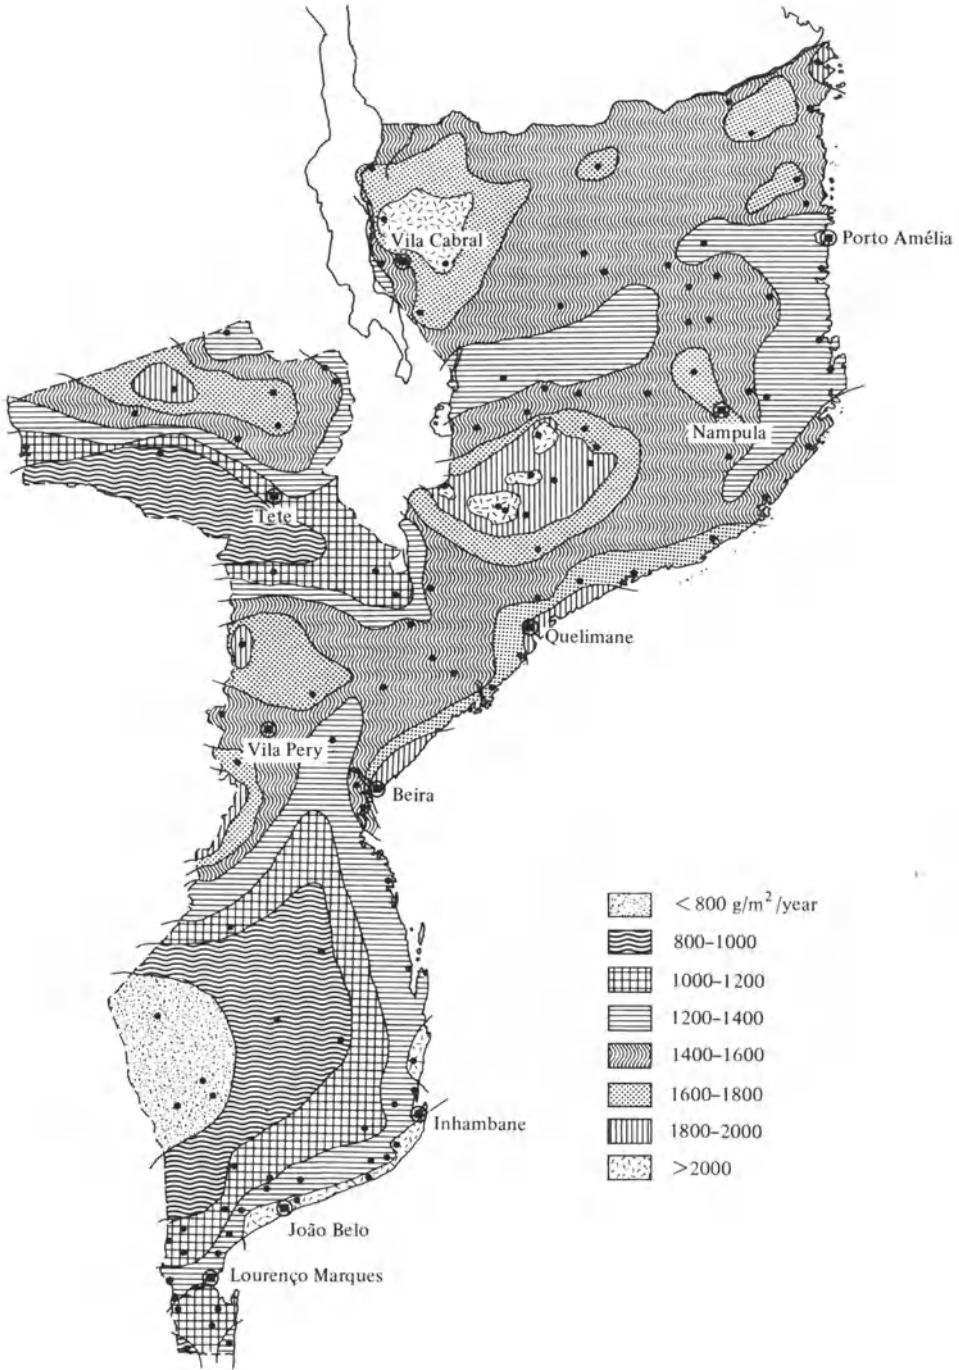 Vila Cabral
Porto Amélia
Nampula
Tete
Quelimane
Vila Pery
Beira
< 800 g/m²/year
800–1000
1000–1200
1200–1400
1400–1600
1600–1800
1800–2000
>2000
Inhambane
João Belo
Lourenço Marques